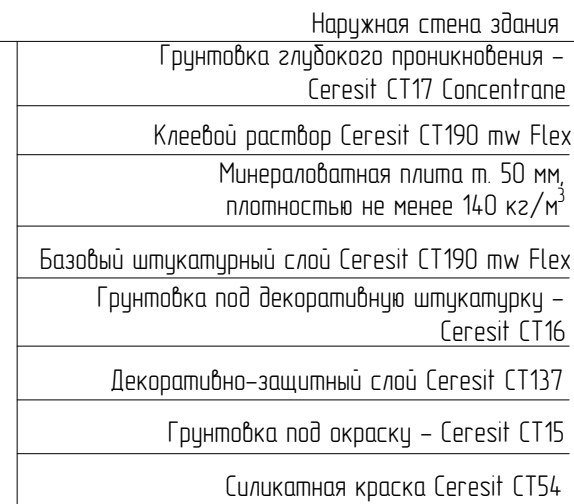 Наружная стена здания
Грунтовка глубокого проникновения –
Ceresit CT17 Concentrane
Клеевой раствор Ceresit CT190 mw Flex
Минераловатная плита т. 50 мм,
плотностью не менее 140 кг/м³
Базовый штукатурный слой Ceresit CT190 mw Flex
Грунтовка под декоративную штукатурку –
Ceresit CT16
Декоративно-защитный слой Ceresit CT137
Грунтовка под окраску – Ceresit CT15
Силикатная краска Ceresit CT54